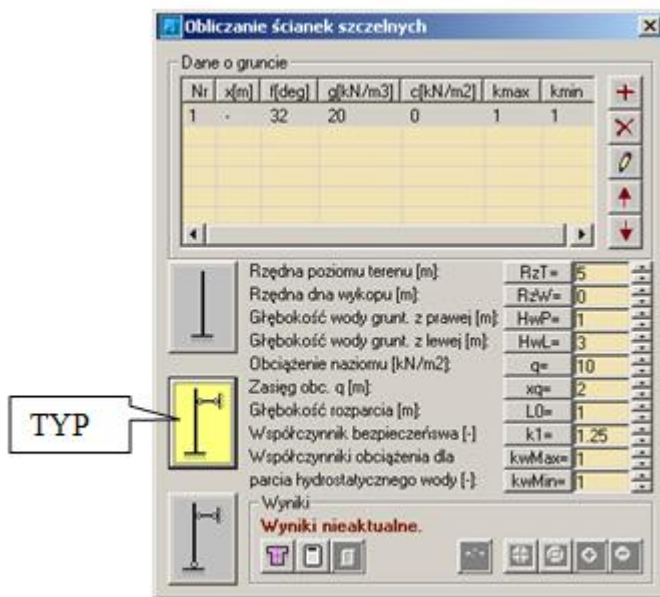 Obliczanie ścianek szczelnych
Dane o gruncie
Nr x[m] f[deg] g[kN/m3] c[kN/m2] kmax kmin
1 - 32 20 0 1 1
Rzędna poziomu terenu [m]: RzT= 5
Rzędna dna wykopu [m]: RzW= 0
Głębokość wody grunt. z prawej [m]: HwP= 1
Głębokość wody grunt. z lewej [m]: HwL= 3
Obciążenie naziomu [kN/m2]: q= 10
Zasięg obc. q [m]: xq= 2
TYP
Głębokość rozparcia [m]: L0= 1
Współczynnik bezpieczeńswa [-] k1= 1.25
Współczynniki obciążenia dla kwMax= 1
parcia hydrostatycznego wody [-]: kwMin= 1
Wyniki
Wyniki nieaktualne.